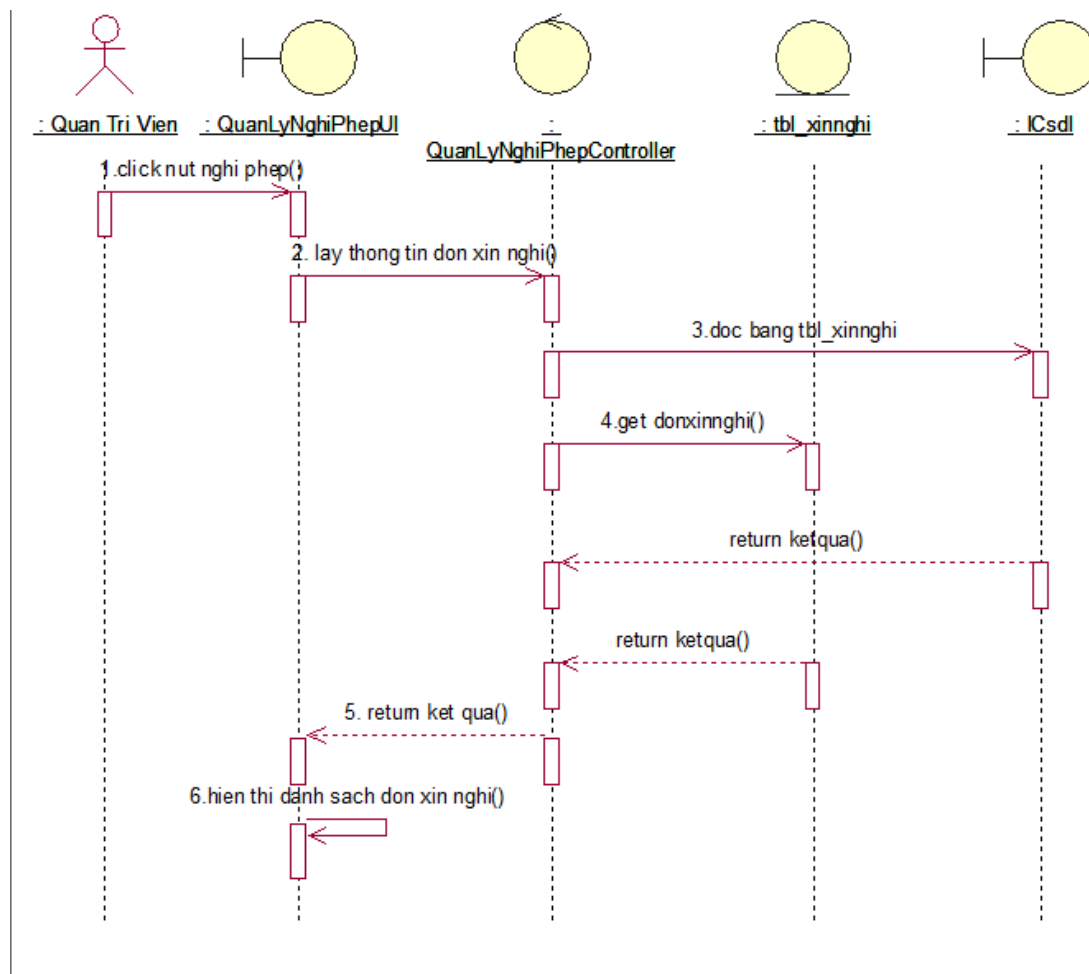 : Quan Tri Vien
: QuanLyNghiPhepUI
:
QuanLyNghiPhepController
: tbl_xinnghi
: ICsdl
1.click nut nghi phep()
2. lay thong tin don xin nghi()
3.doc bang tbl_xinnghi
4.get donxinnghi()
return ketqua()
return ketqua()
5. return ket qua()
6.hien thi danh sach don xin nghi()